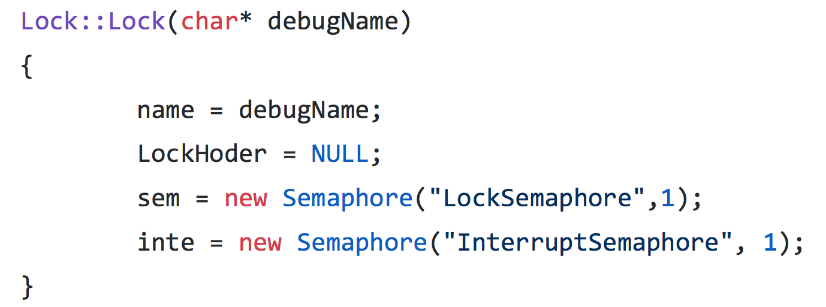 Lock::Lock(char* debugName)
{
        name = debugName;
        LockHoder = NULL;
        sem = new Semaphore("LockSemaphore",1);
        inte = new Semaphore("InterruptSemaphore", 1);
}